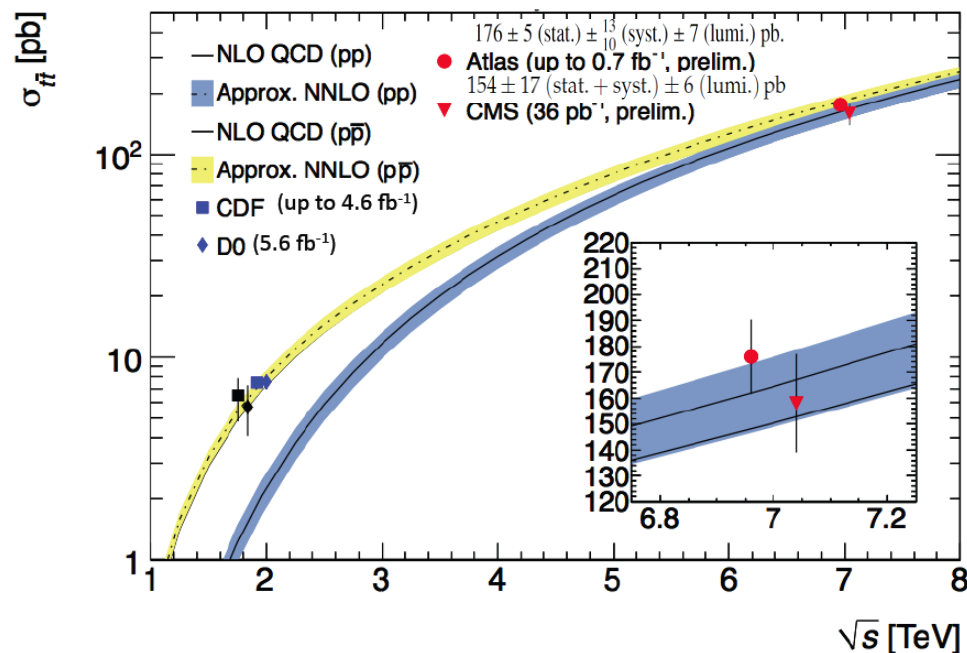 σ_{tt̄} [pb]
176 ± 5 (stat.) ± ¹³₁₀ (syst.) ± 7 (lumi.) pb.
NLO QCD (pp)
Atlas (up to 0.7 fb⁻¹, prelim.)
154 ± 17 (stat. + syst.) ± 6 (lumi.) pb
Approx. NNLO (pp)
CMS (36 pb⁻¹, prelim.)
NLO QCD (pp̅)
Approx. NNLO (pp̅)
CDF (up to 4.6 fb⁻¹)
D0 (5.6 fb⁻¹)
10²
10
1
220
210
200
190
180
170
160
150
140
130
120
6.8 7 7.2
1 2 3 4 5 6 7 8
√s [TeV]